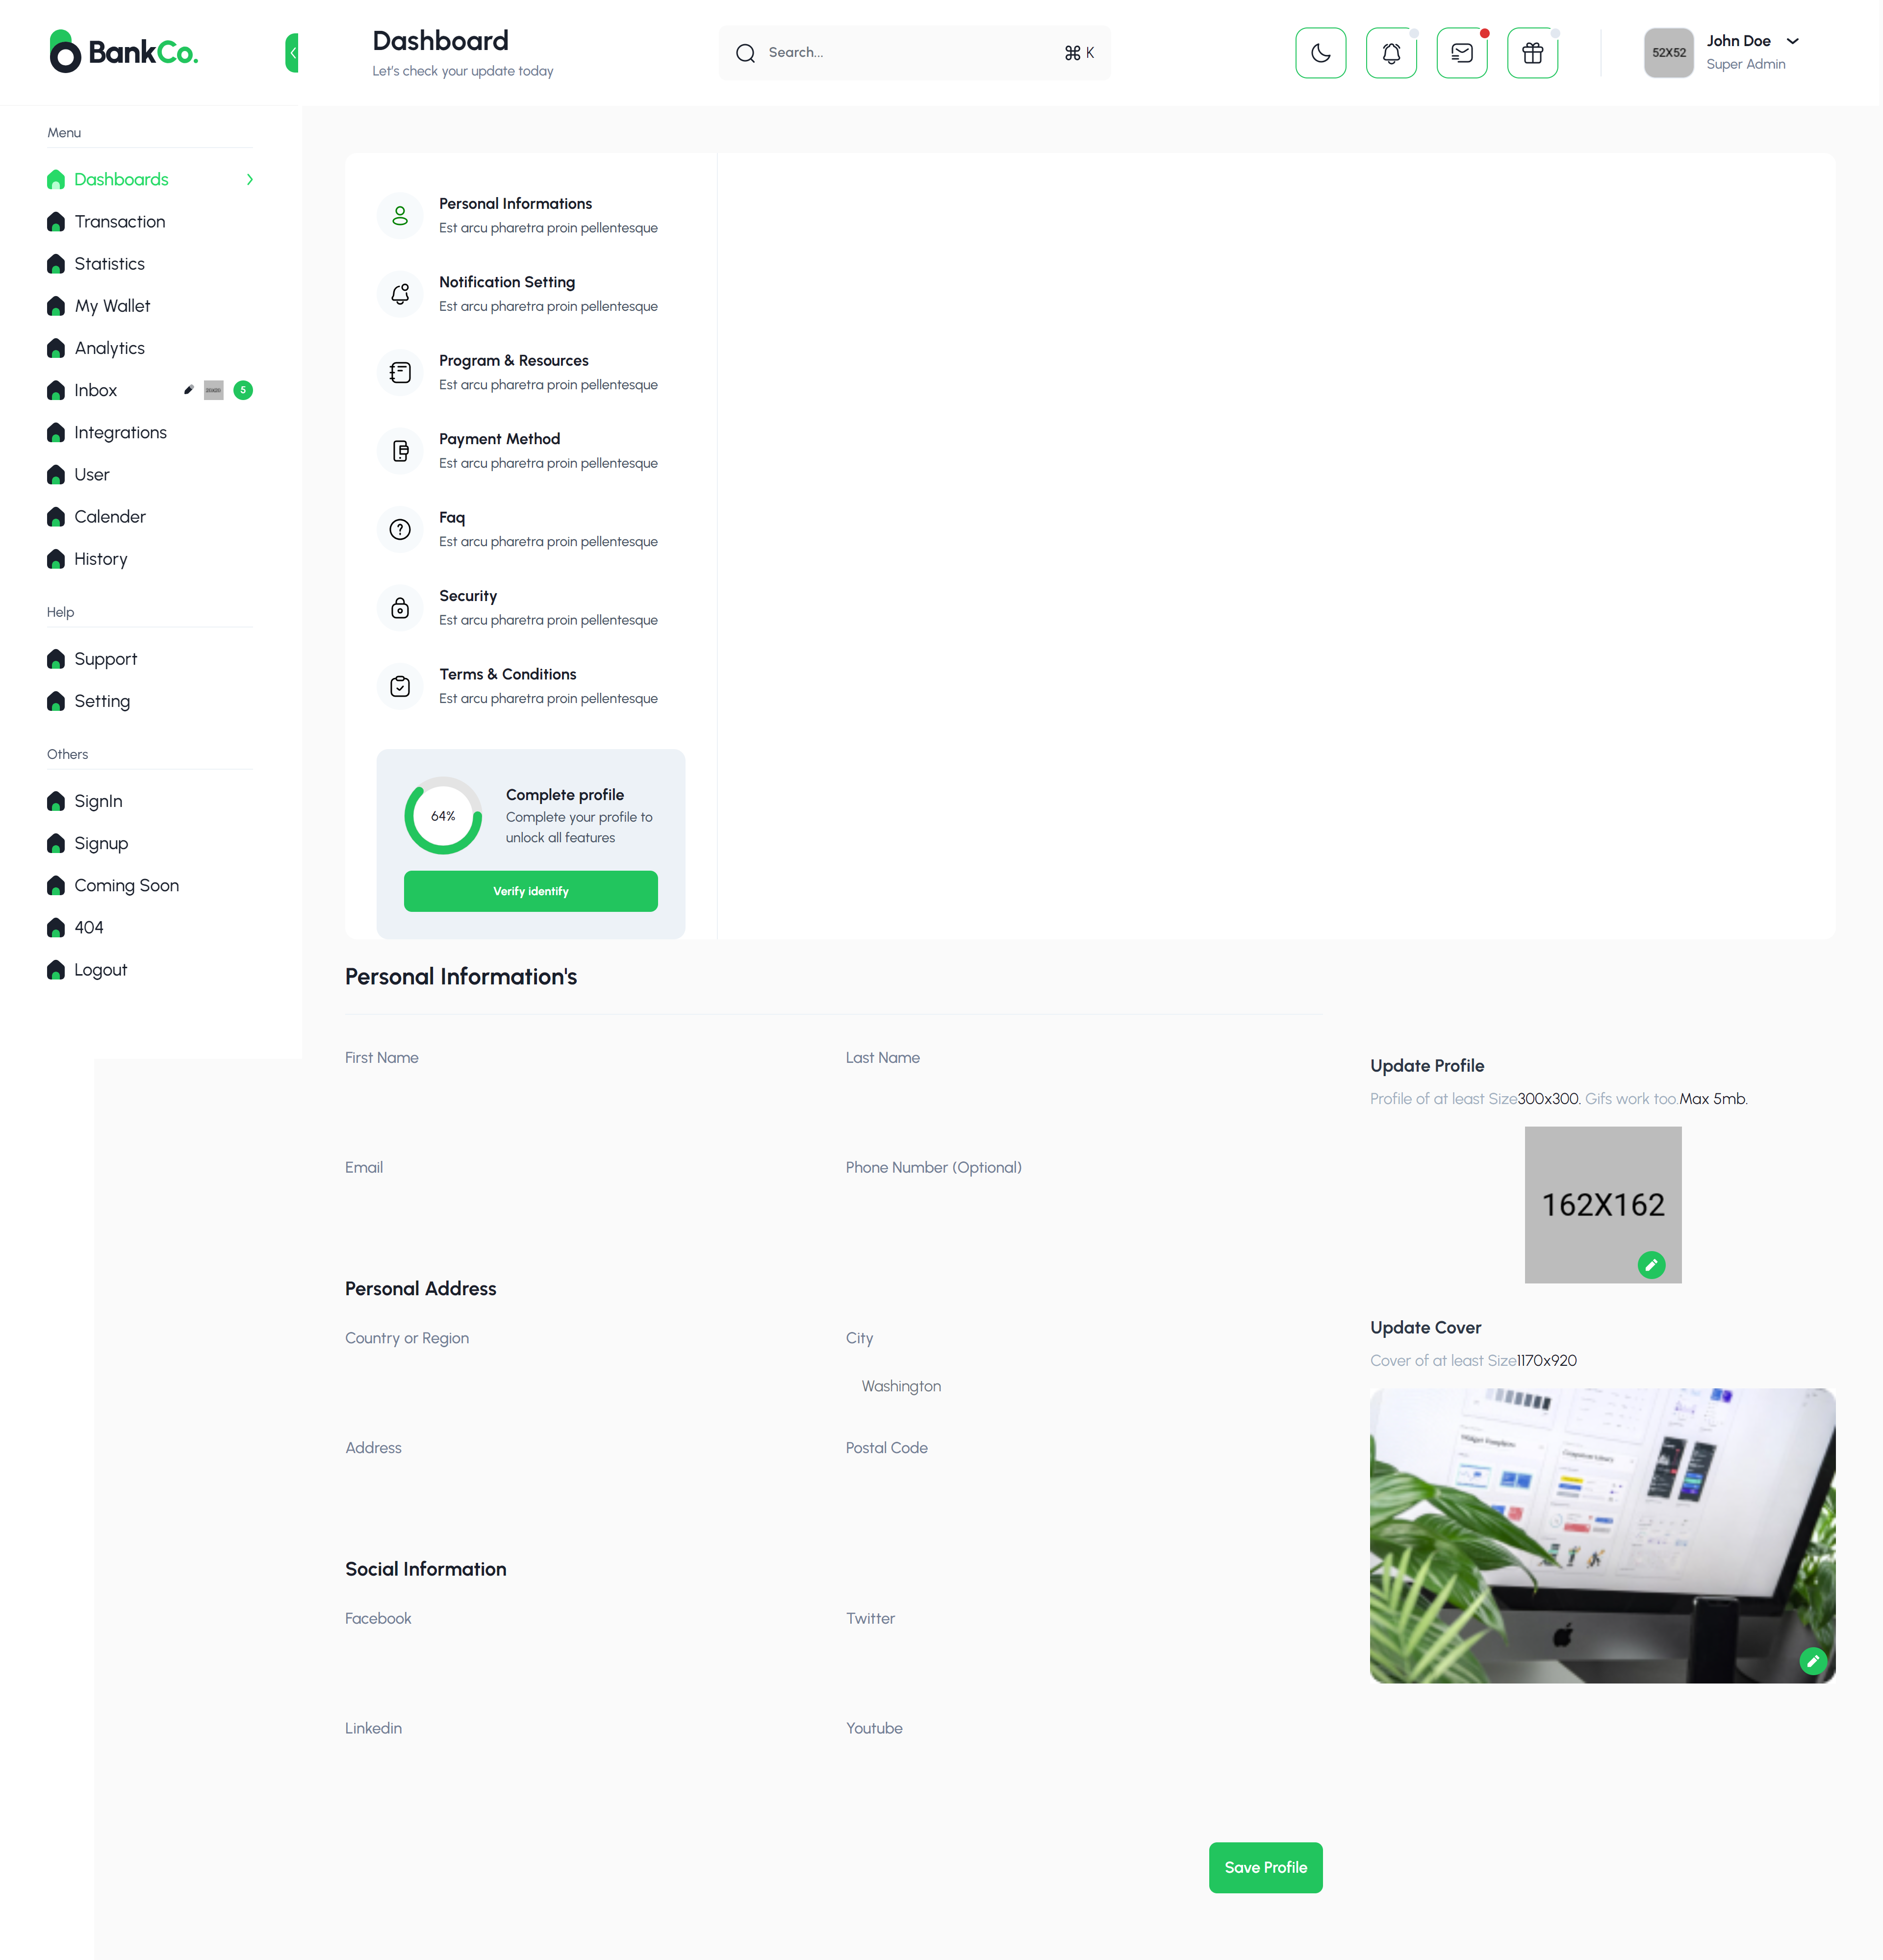 BankCo.
Dashboard
Let's check your update today
Search...
⌘ K
52X52
John Doe
Super Admin
Menu
Dashboards
Transaction
Statistics
My Wallet
Analytics
Inbox
5
Integrations
User
Calender
History
Help
Support
Setting
Others
SignIn
Signup
Coming Soon
404
Logout
Personal Informations
Est arcu pharetra proin pellentesque
Notification Setting
Est arcu pharetra proin pellentesque
Program & Resources
Est arcu pharetra proin pellentesque
Payment Method
Est arcu pharetra proin pellentesque
Faq
Est arcu pharetra proin pellentesque
Security
Est arcu pharetra proin pellentesque
Terms & Conditions
Est arcu pharetra proin pellentesque
64%
Complete profile
Complete your profile to
unlock all features
Verify identify
Personal Information's
First Name
Last Name
Email
Phone Number (Optional)
Personal Address
Country or Region
City
Washington
Address
Postal Code
Social Information
Facebook
Twitter
Linkedin
Youtube
Save Profile
Update Profile
Profile of at least Size300x300. Gifs work too.Max 5mb.
162X162
Update Cover
Cover of at least Size1170x920